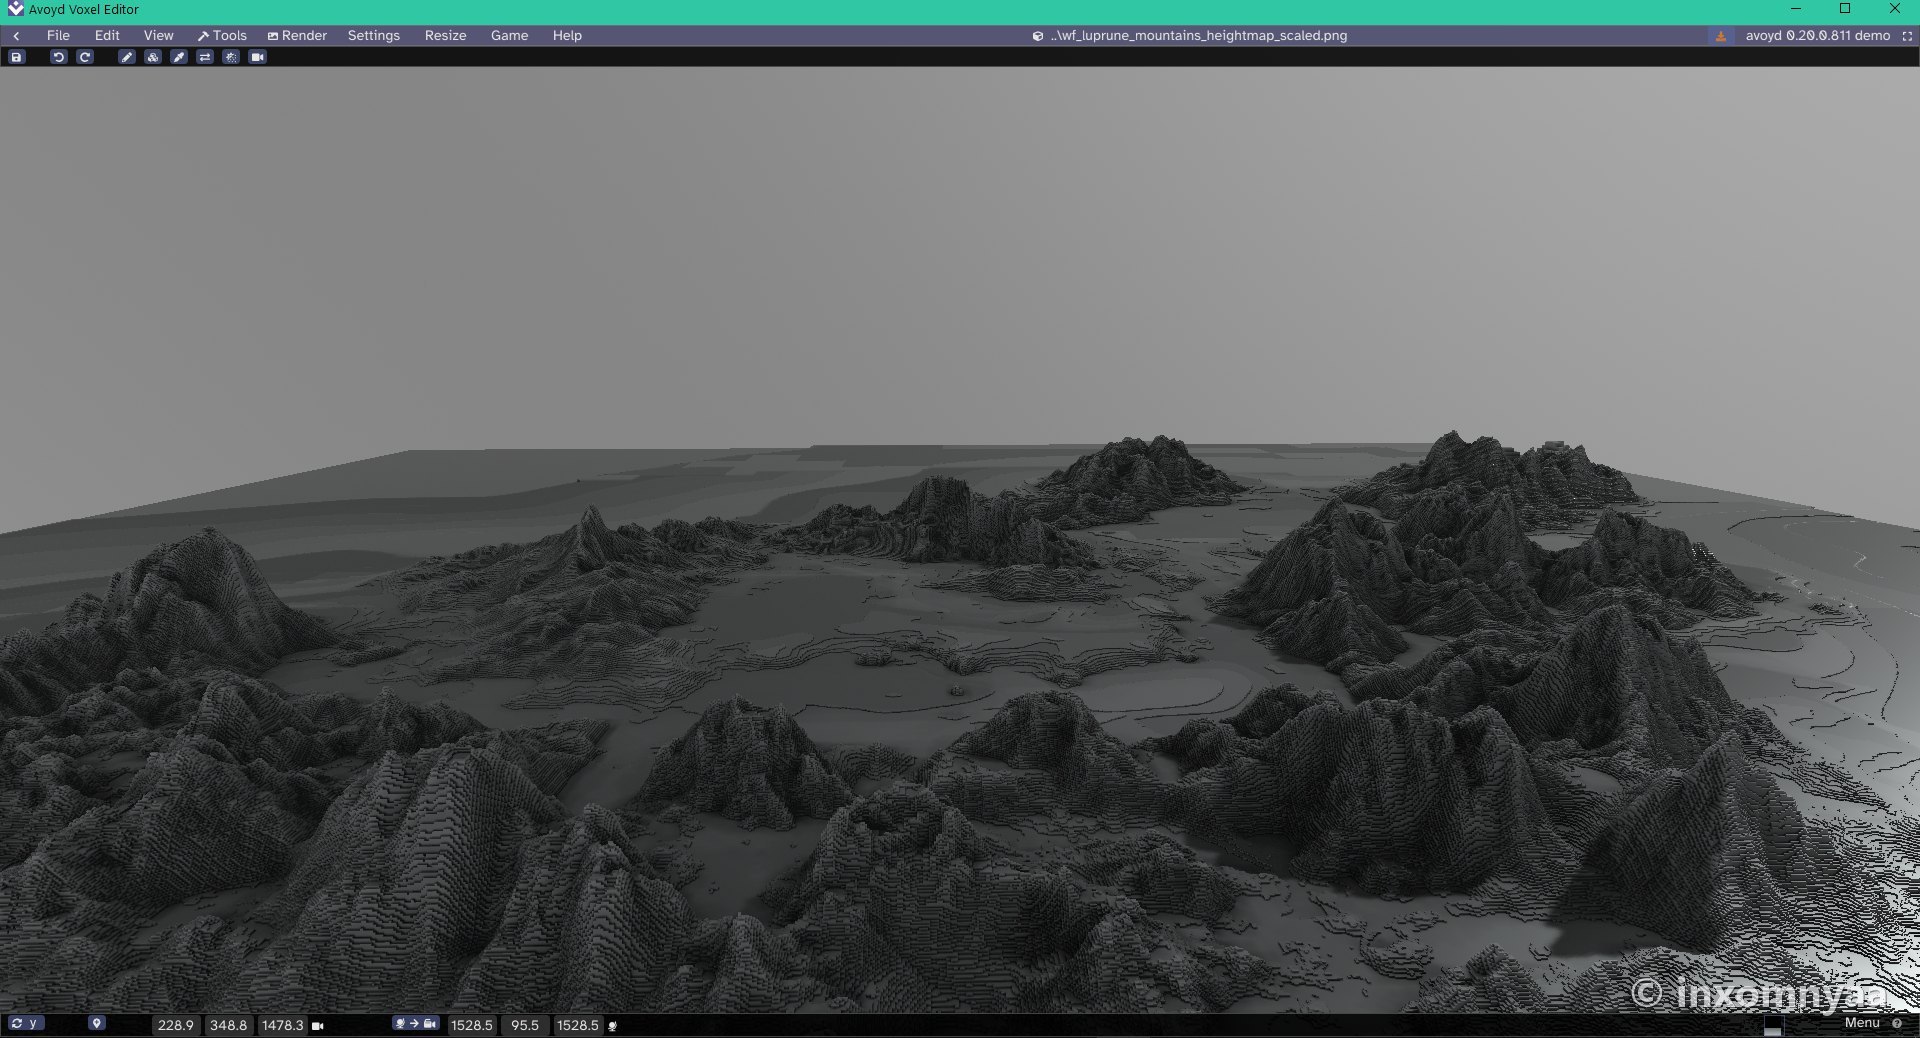 Avoyd Voxel Editor
File Edit View Tools Render Settings Resize Game Help ..\wf_luprune_mountains_heightmap_scaled.png avoyd 0.20.0.811 demo
© inxomnyaa
y 228.9 348.8 1478.3 1528.5 95.5 1528.5 Menu